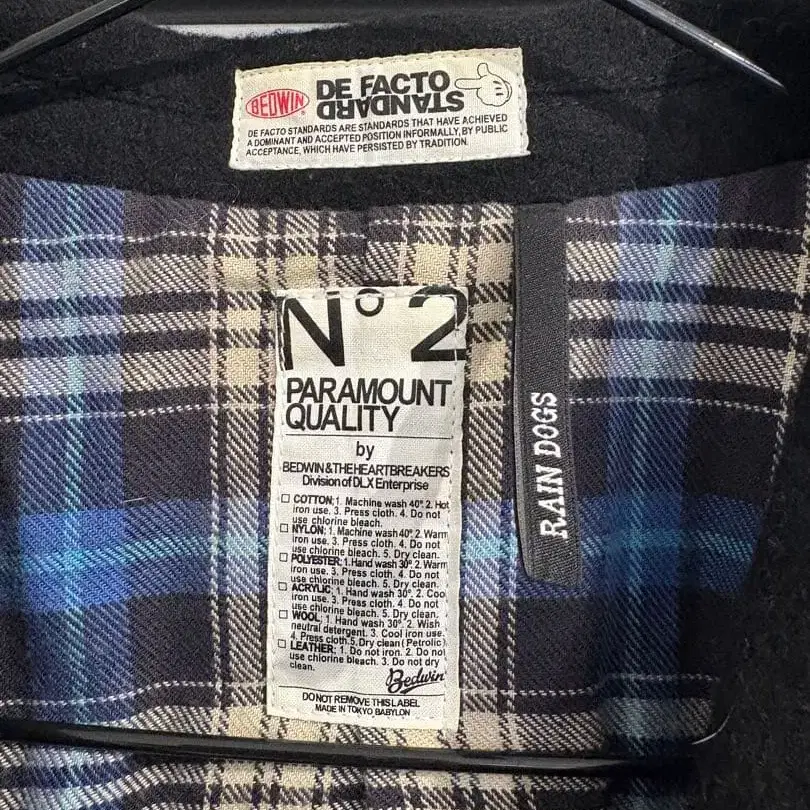 BEDWIN
DE FACTO
STANDARD
DE FACTO STANDARDS ARE STANDARDS THAT HAVE ACHIEVED
A DOMINANT AND ACCEPTED POSITION INFORMALLY, BY PUBLIC
ACCEPTANCE, WHICH HAVE PERSISTED BY TRADITION.
N° 2
PARAMOUNT
QUALITY
by
BEDWIN & THE HEARTBREAKERS
Division of DLX Enterprise
COTTON: 1. Machine wash 40° 2. Hot
iron use. 3. Press cloth. 4. Do not
use chlorine bleach.
NYLON: 1. Machine wash 40° 2. Warm
iron use. 3. Press cloth. 4. Do not
use chlorine bleach. 5. Dry clean.
POLYESTER: 1. Hand wash 30° 2. Warm
iron use. 3. Press cloth. 4. Do not
use chlorine bleach. 5. Dry clean.
ACRYLIC: 1. Hand wash 30° 2. Coo
iron use. 3. Press cloth. 4. Do not
use chlorine bleach. 5. Dry clean.
WOOL: 1. Hand wash 30° 2. Wish
neutral detergent. 3. Cool iron use.
4. Press cloth. 5. Dry clean (Petrolic)
LEATHER: 1. Do not iron. 2. Do not
use chlorine bleach. 3. Do not dry
clean.
Bedwin
DO NOT REMOVE THIS LABEL
MADE IN TOKYO BABYLON
RAIN DOGS